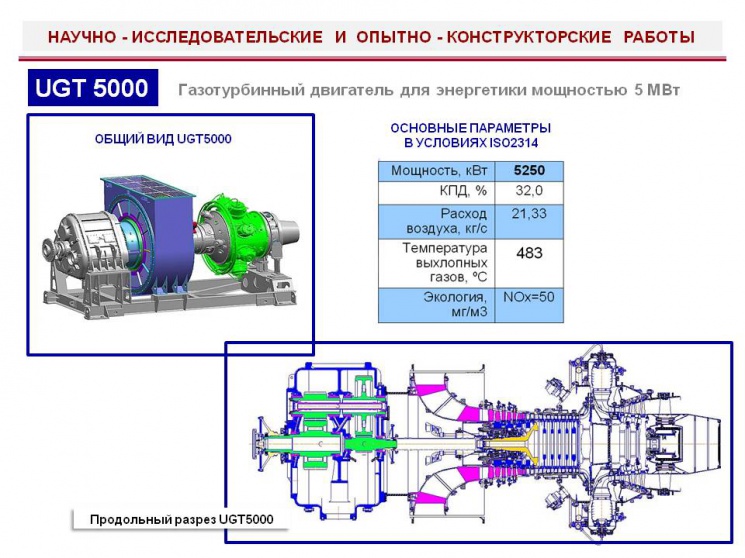 НАУЧНО - ИССЛЕДОВАТЕЛЬСКИЕ И ОПЫТНО - КОНСТРУКТОРСКИЕ РАБОТЫ
UGT 5000
Газотурбинный двигатель для энергетики мощностью 5 МВт
ОБЩИЙ ВИД UGT5000
ОСНОВНЫЕ ПАРАМЕТРЫ
В УСЛОВИЯХ ISO2314
Мощность, кВт 5250
КПД, % 32,0
Расход
воздуха, кг/с 21,33
Температура
выхлопных
газов, ºС 483
Экология,
мг/м3 NOx=50
Продольный разрез UGT5000